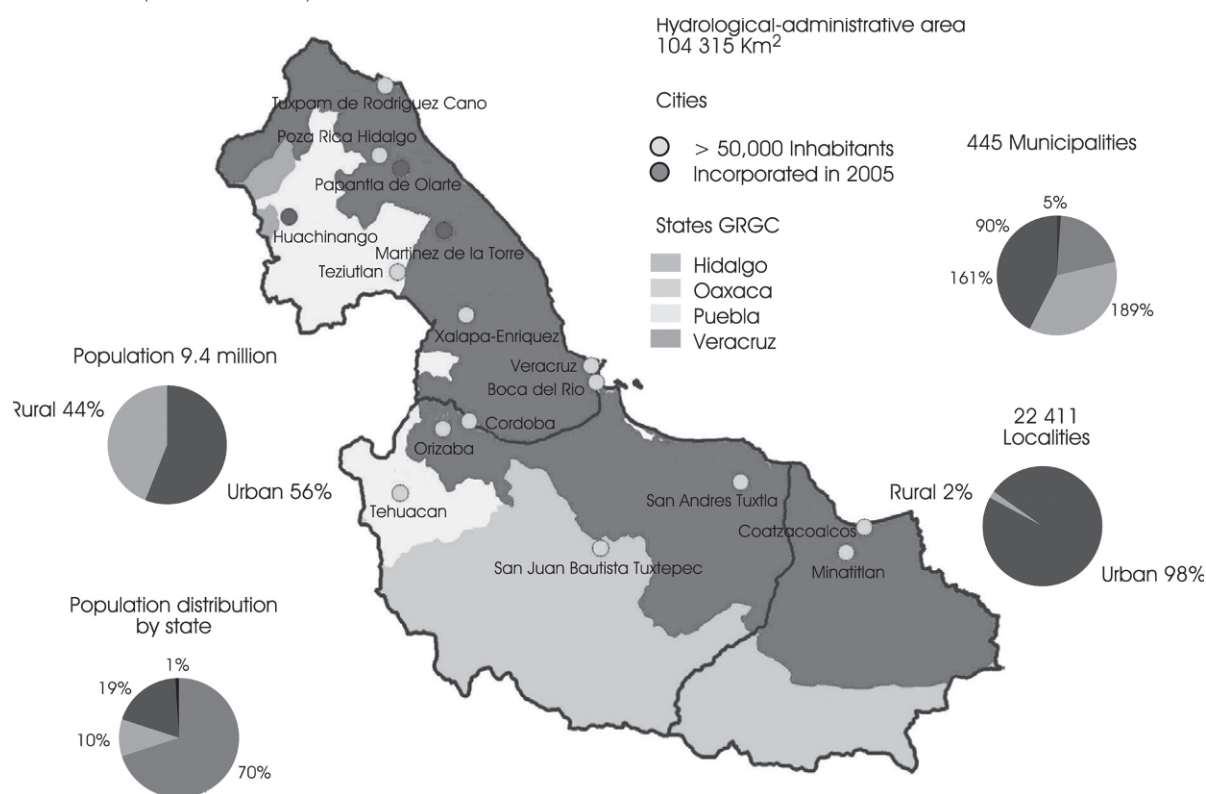 Hydrological-administrative area
104 315 Km²
Cities
> 50,000 Inhabitants
Incorporated in 2005
States GRGC
Hidalgo
Oaxaca
Puebla
Veracruz
445 Municipalities
5%
90%
161%
189%
Tuxpam de Rodriguez Cano
Poza Rica Hidalgo
Papantla de Olarte
Huachinango
Martinez de la Torre
Teziutlan
Xalapa-Enriquez
Veracruz
Boca del Rio
Cordoba
Orizaba
Tehuacan
San Andres Tuxtla
Coatzacoalcos
Minatitlan
San Juan Bautista Tuxtepec
Population 9.4 million
Rural 44%
Urban 56%
22 411
Localities
Rural 2%
Urban 98%
Population distribution
by state
1%
19%
10%
70%